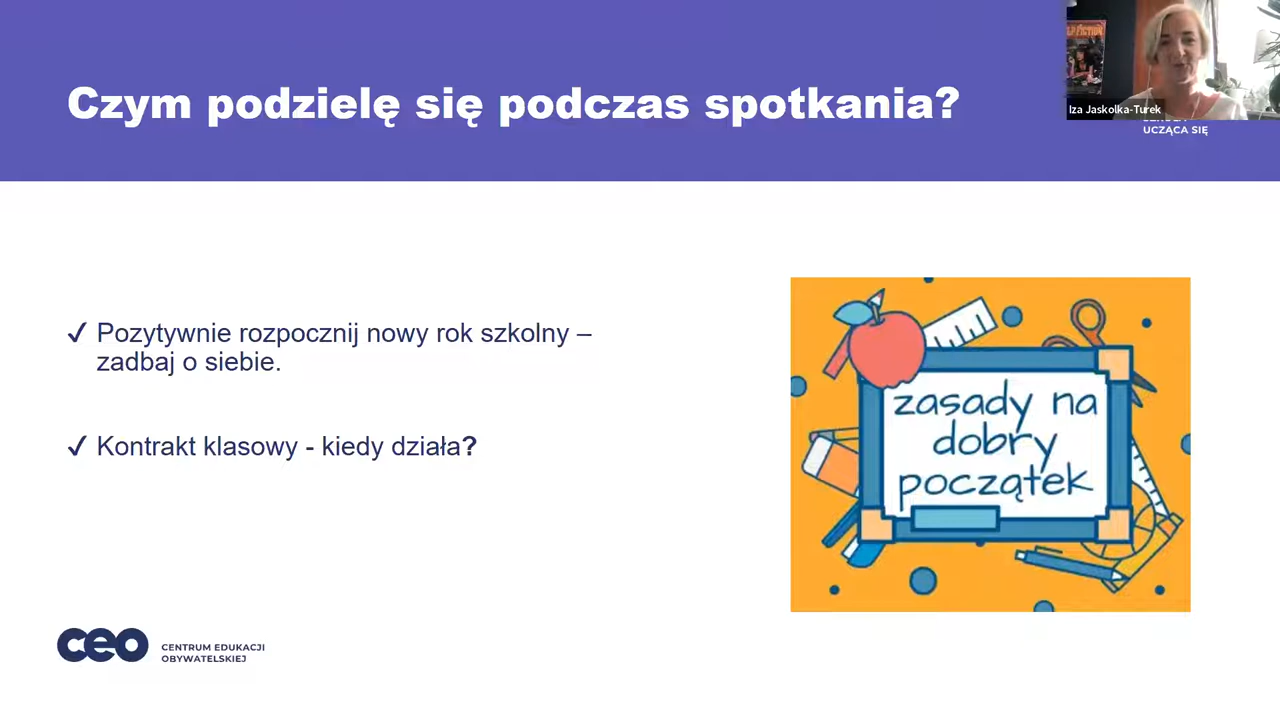 Czym podzielę się podczas spotkania?
Iza Jaskolka-Turek
UCZĄCA SIĘ
✓ Pozytywnie rozpocznij nowy rok szkolny –
zadbaj o siebie.
✓ Kontrakt klasowy - kiedy działa?
zasady na
dobry
początek
ceo
CENTRUM EDUKACJI
OBYWATELSKIEJ